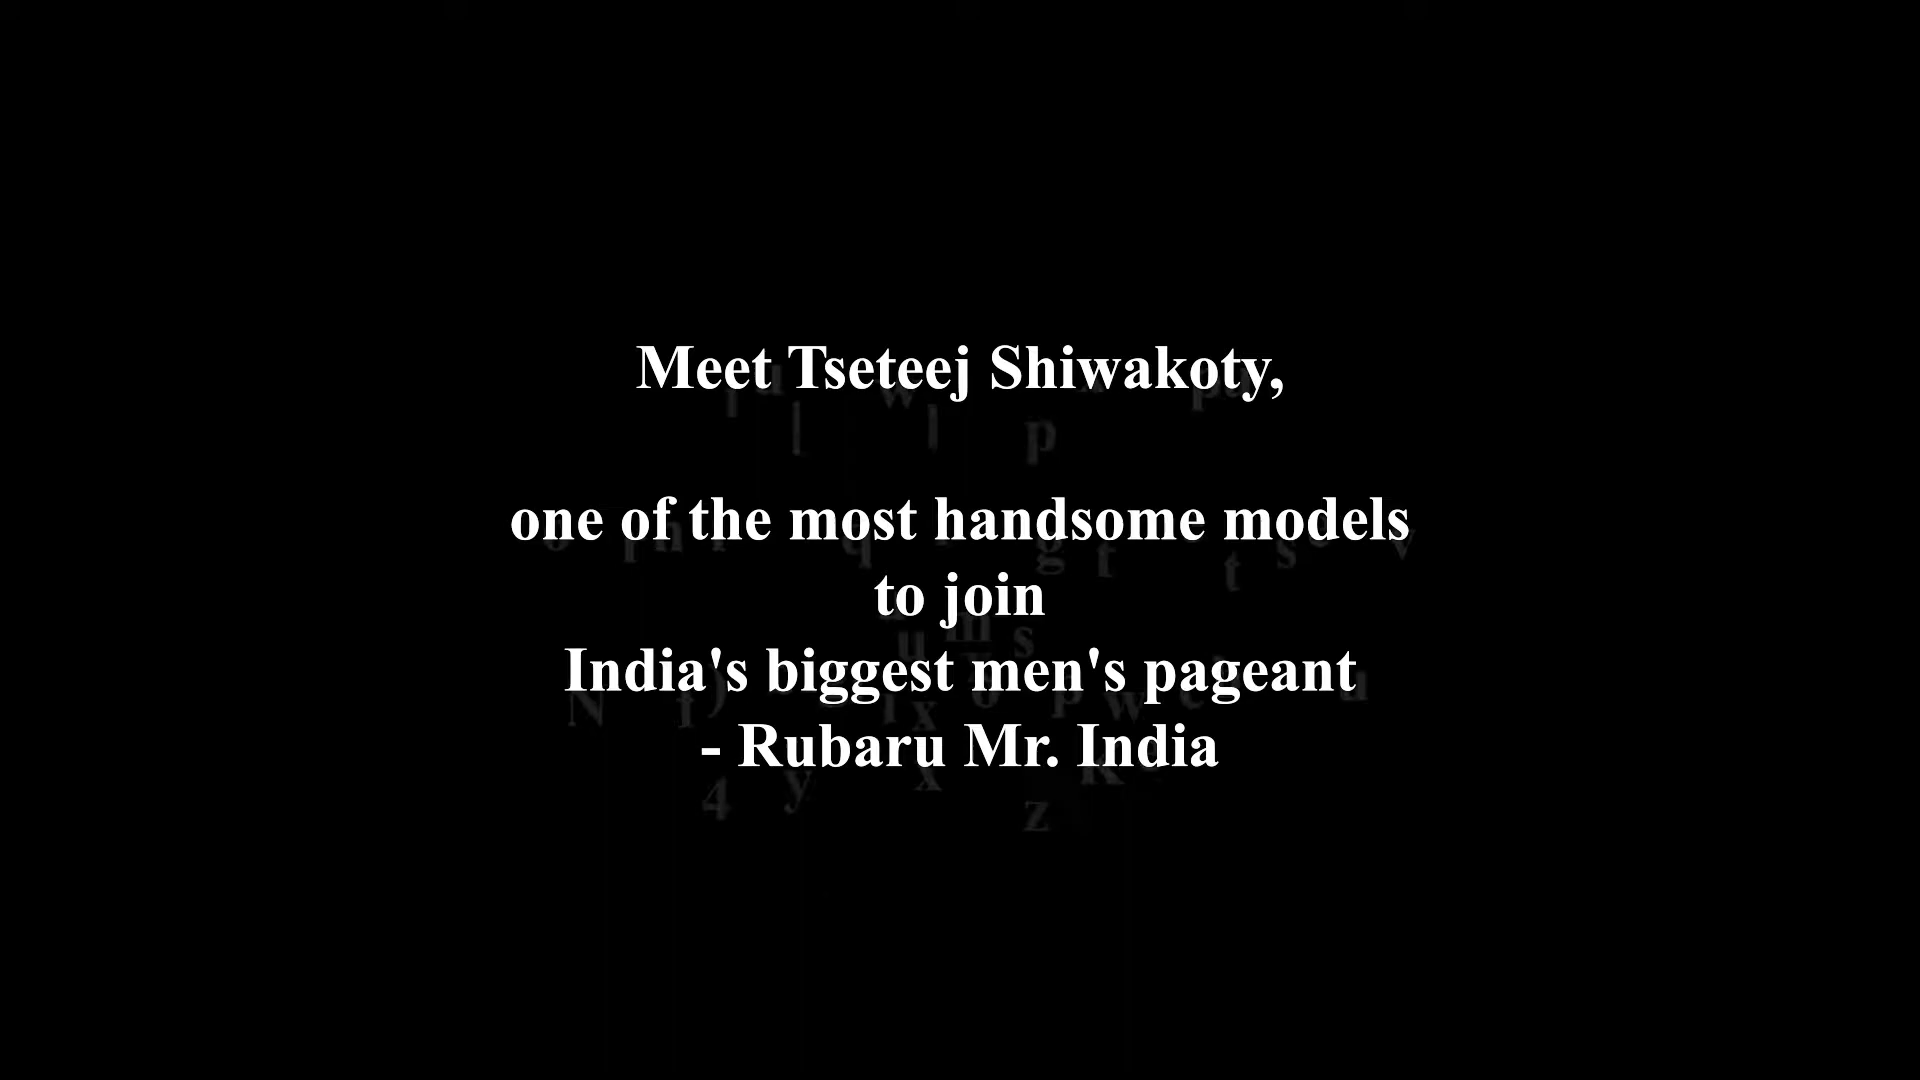 Meet Tseteej Shiwakoty,
one of the most handsome models
to join
India's biggest men's pageant
- Rubaru Mr. India